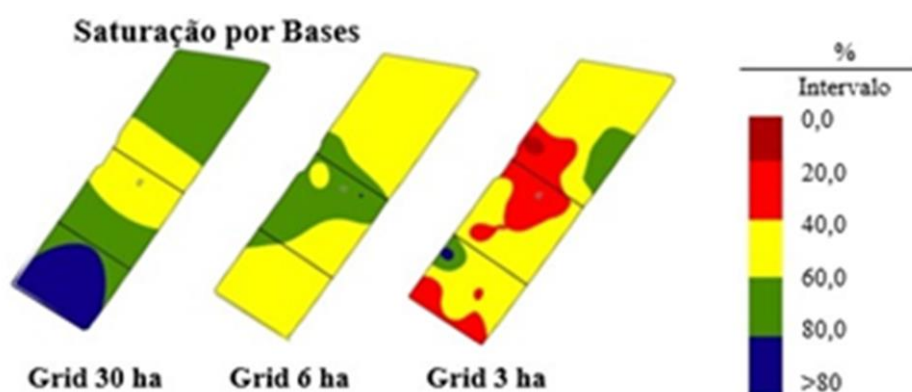 Saturação por Bases
%
Intervalo
0,0
20,0
40,0
60,0
80,0
>80
Grid 30 ha
Grid 6 ha
Grid 3 ha